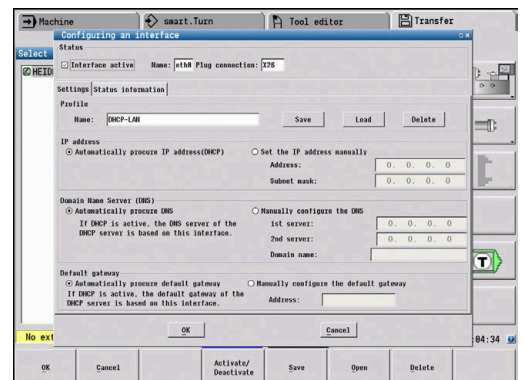 Machine
smart.Turn
Tool editor
Transfer
Configuring an interface
Select
HEIDE
Status
Interface active Name: eth0 Plug connection: X26
Settings Status information
Profile
Name: DHCP-LAN Save Load Delete
IP address
Automatically procure IP address(DHCP) Set the IP address manually
Address: 0. 0. 0. 0
Subnet mask: 0. 0. 0. 0
Domain Name Server (DNS)
Automatically procure DNS Manually configure the DNS
If DHCP is active, the DNS server of the 1st server: 0. 0. 0. 0
DHCP server is based on this interface. 2nd server: 0. 0. 0. 0
Domain name:
Default gateway
Automatically procure default gateway Manually configure the default gateway
If DHCP is active, the default gateway of the Address:
DHCP server is based on this interface.
OK Cancel
No ext
04:34
T
OK Cancel Activate/ Save Open Delete
Deactivate